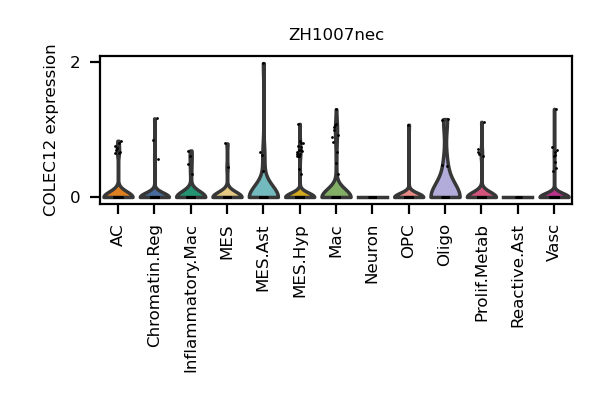 ZH1007nec
COLEC12 expression
2
0
AC
Chromatin.Reg
Inflammatory.Mac
MES
MES.Ast
MES.Hyp
Mac
Neuron
OPC
Oligo
Prolif.Metab
Reactive.Ast
Vasc